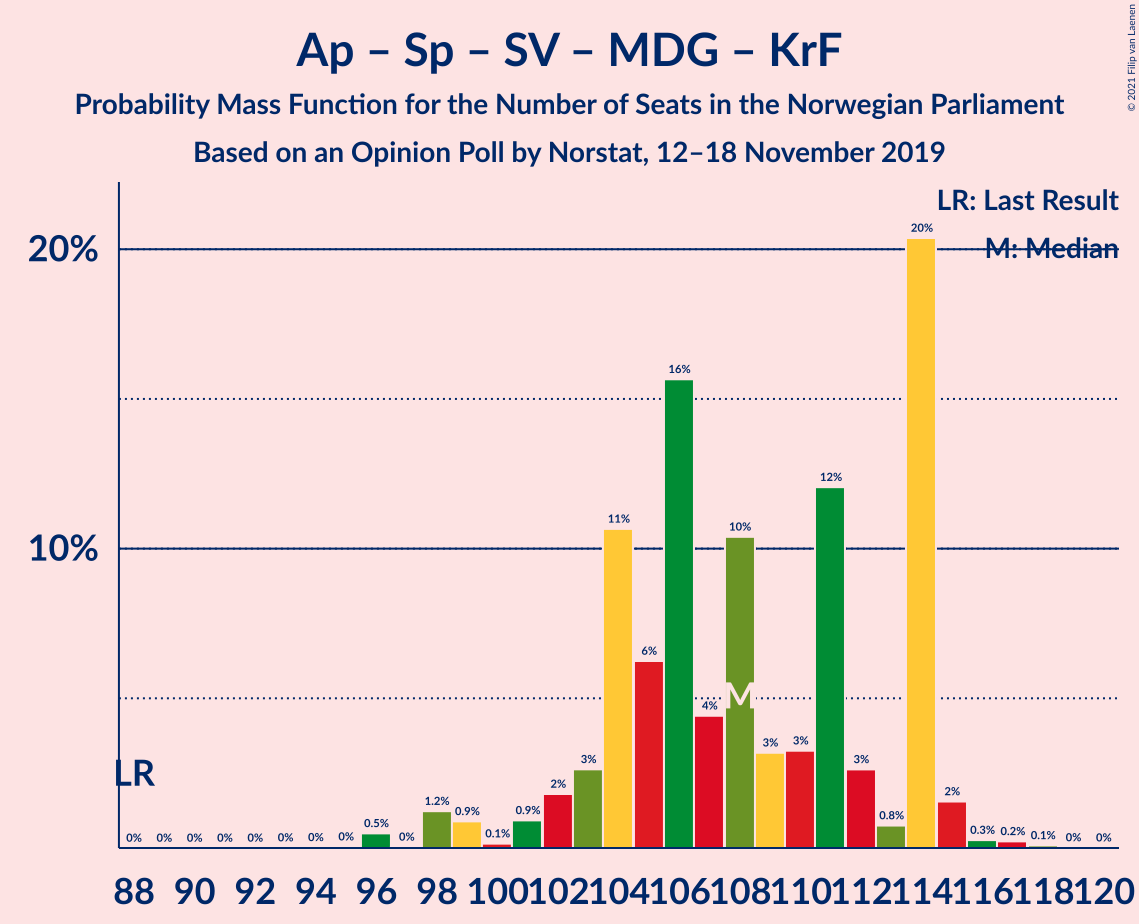 Ap – Sp – SV – MDG – KrF
Probability Mass Function for the Number of Seats in the Norwegian Parliament
Based on an Opinion Poll by Norstat, 12–18 November 2019
© 2021 Filip van Laenen
LR: Last Result
M: Median
20%
10%
LR
M
0% 0% 0% 0% 0% 0% 0% 0% 0.5% 0% 1.2% 0.9% 0.1% 0.9% 2% 3% 11% 6% 16% 4% 10% 3% 3% 12% 3% 0.8% 20% 2% 0.3% 0.2% 0.1% 0% 0%
88 90 92 94 96 98 100 102 104 106 108 110 112 114 116 118 120